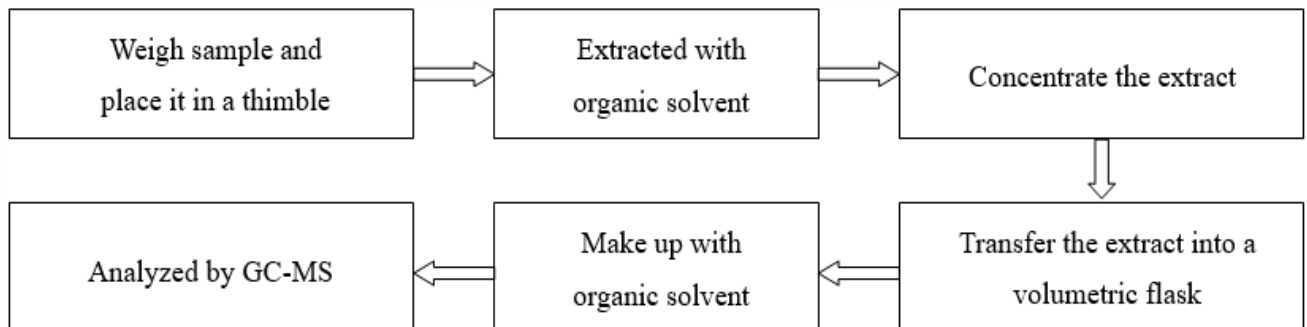 Weigh sample and
place it in a thimble
Extracted with
organic solvent
Concentrate the extract
Transfer the extract into a
volumetric flask
Make up with
organic solvent
Analyzed by GC-MS